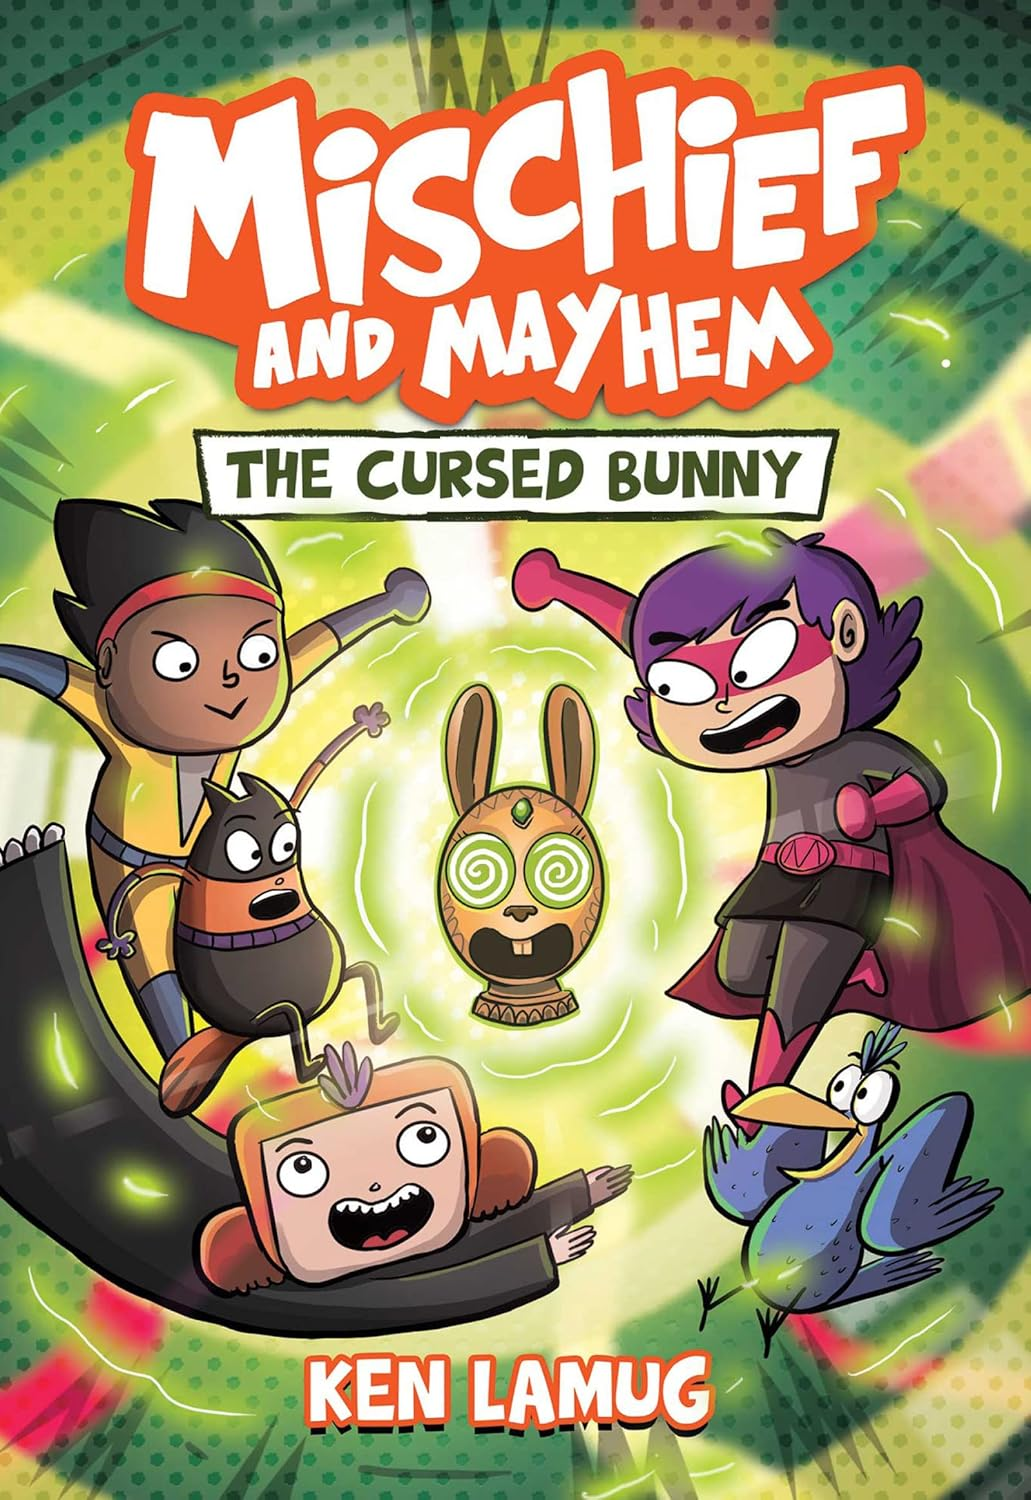 MiSCHiEF
AND MAYHEM
THE CURSED BUNNY
M
KEN LAMUG